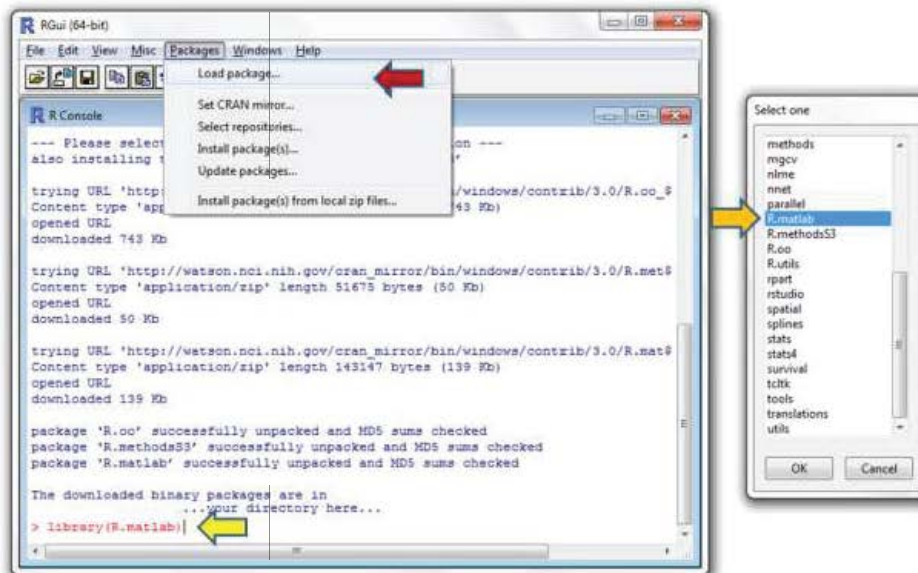 RGui (64-bit)
File Edit View Misc Packages Windows Help
Load package...
Set CRAN mirror...
Select repositories...
Install package(s)...
Update packages...
Install package(s) from local zip files...
R Console
--- Please select on ---
also installing t
trying URL 'http: /windows/contrib/3.0/R.oo_$
Content type 'app 743 Kb)
opened URL
downloaded 743 Kb
trying URL 'http://watson.nci.nih.gov/cran_mirror/bin/windows/contrib/3.0/R.met$
Content type 'application/zip' length 51675 bytes (50 Kb)
opened URL
downloaded 50 Kb
trying URL 'http://watson.nci.nih.gov/cran_mirror/bin/windows/contrib/3.0/R.mat$
Content type 'application/zip' length 143147 bytes (139 Kb)
opened URL
downloaded 139 Kb
package 'R.oo' successfully unpacked and MD5 sums checked
package 'R.methodsS3' successfully unpacked and MD5 sums checked
package 'R.matlab' successfully unpacked and MD5 sums checked
The downloaded binary packages are in
...your directory here...
> library(R.matlab)
Select one
methods
mgcv
nlme
nnet
parallel
R.matlab
R.methodsS3
R.oo
R.utils
rpart
rstudio
spatial
splines
stats
stats4
survival
tcltk
tools
translations
utils
OK Cancel